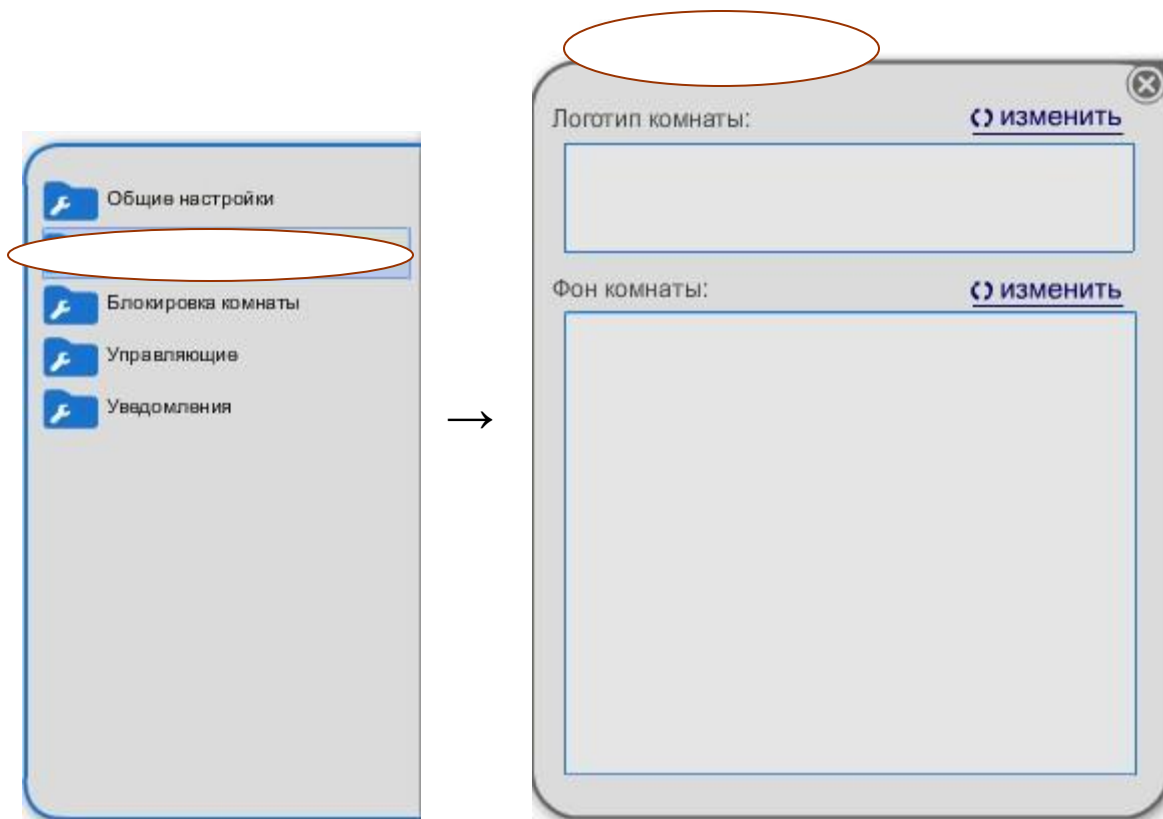 Общие настройки
Блокировка комнаты
Управляющие
Уведомления
→
Логотип комнаты:
изменить
Фон комнаты:
изменить